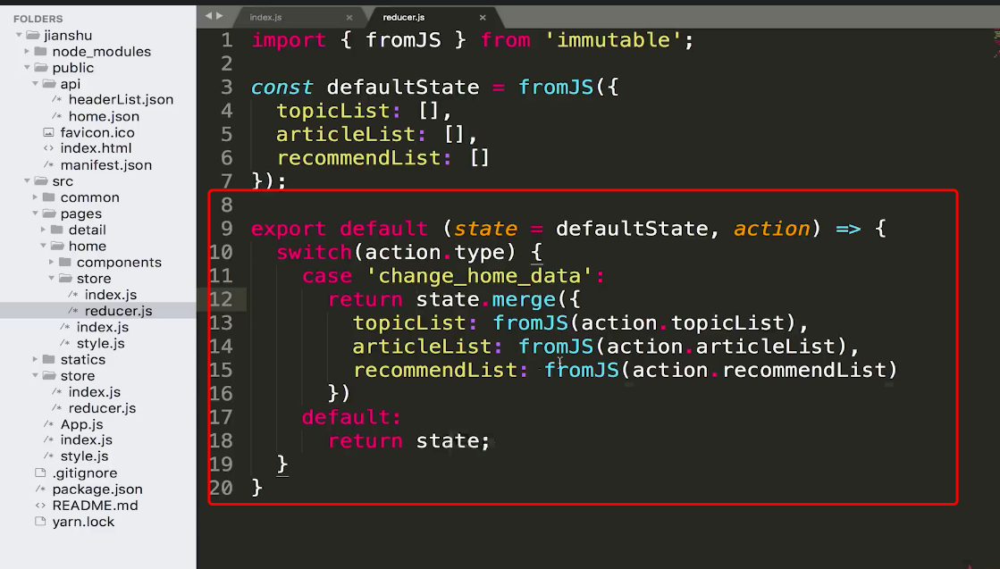 FOLDERS
jianshu
node_modules
public
api
headerList.json
home.json
favicon.ico
index.html
manifest.json
src
common
pages
detail
home
components
store
index.js
reducer.js
index.js
style.js
statics
store
index.js
reducer.js
App.js
index.js
style.js
.gitignore
package.json
README.md
yarn.lock
index.js ×
reducer.js ×
1 import { fromJS } from 'immutable';
2
3 const defaultState = fromJS({
4 topicList: [],
5 articleList: [],
6 recommendList: []
7 });
8
9 export default (state = defaultState, action) => {
10 switch(action.type) {
11 case 'change_home_data':
12 return state.merge({
13 topicList: fromJS(action.topicList),
14 articleList: fromJS(action.articleList),
15 recommendList: fromJS(action.recommendList)
16 })
17 default:
18 return state;
19 }
20 }